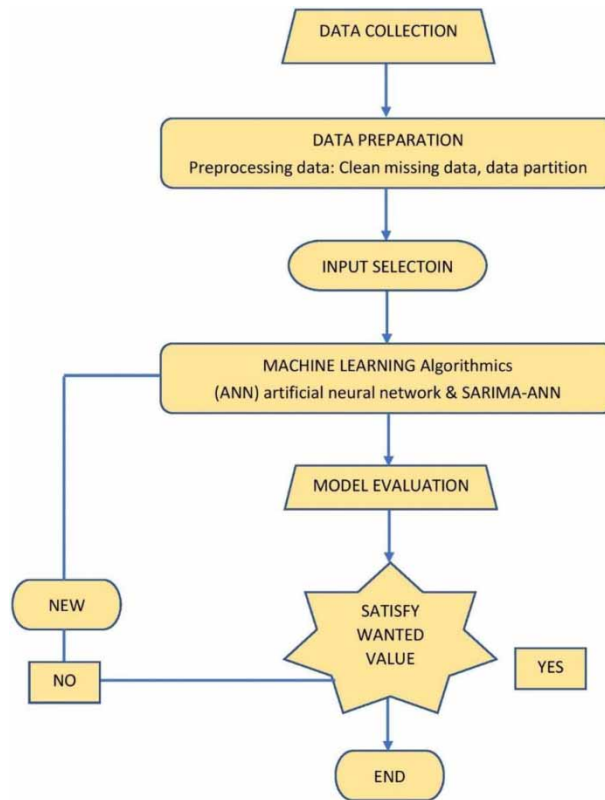 DATA COLLECTION
DATA PREPARATION
Preprocessing data: Clean missing data, data partition
INPUT SELECTOIN
MACHINE LEARNING Algorithmics
(ANN) artificial neural network & SARIMA-ANN
MODEL EVALUATION
NEW
SATISFY
WANTED
VALUE
YES
NO
END